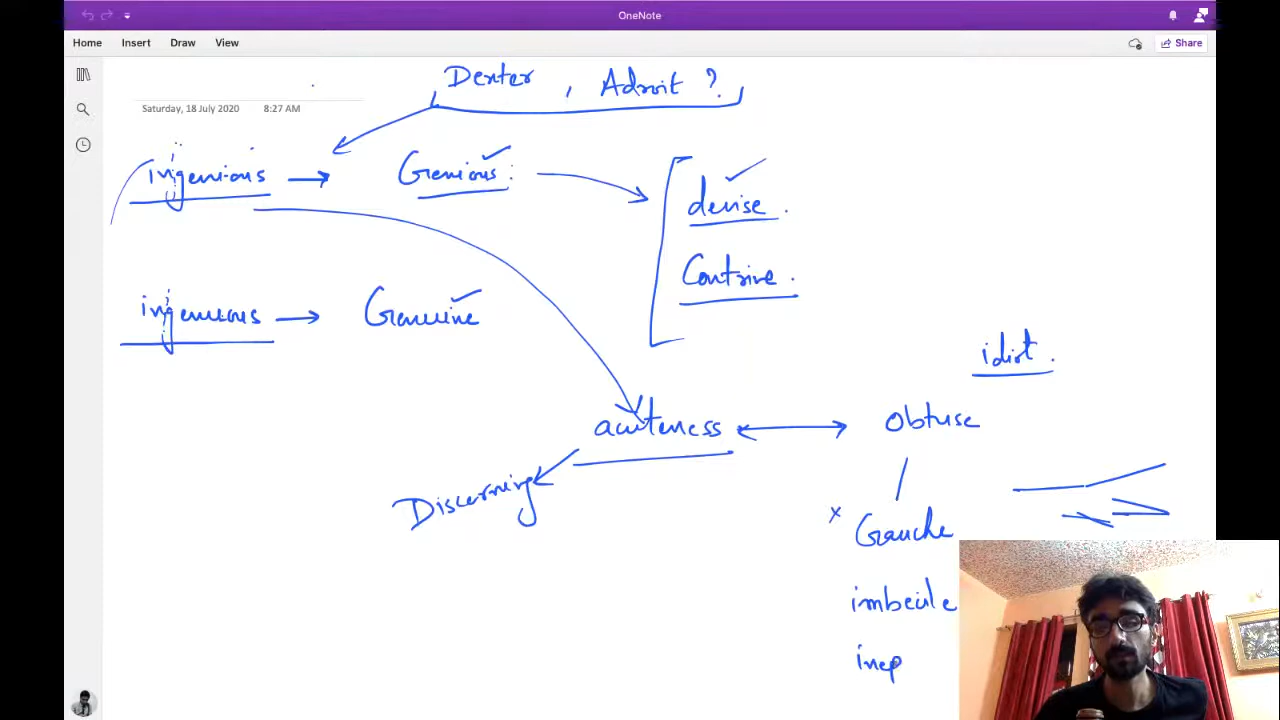 OneNote
Home Insert Draw View Share
Dexter , Adroit ?
Saturday, 18 July 2020 8:27 AM
ingenious → Genious :
devise .
Contrive .
ingenuous → Genuine
idiot .
acuteness ↔ Obtuse
Discerning
x Gauche
imbecile
inep